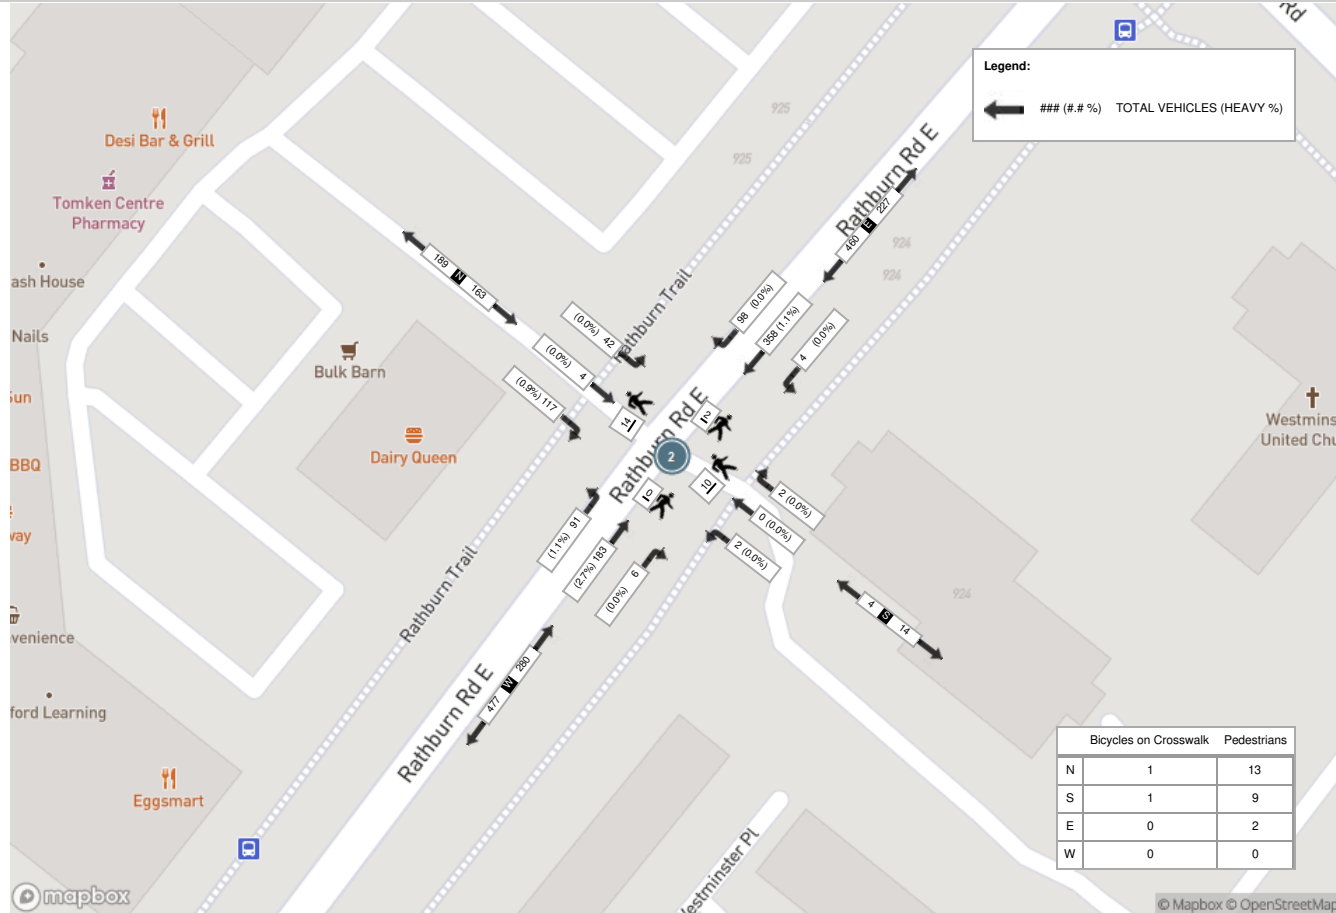 Rd
Legend:
### (#.# %) TOTAL VEHICLES (HEAVY %)
925
925
Desi Bar & Grill
Tomken Centre
Pharmacy
ash House
Nails
Bulk Barn
Dairy Queen
BBQ
Rathburn Trail
Rathburn Rd E
460 E 227
924
924
189 N 163
(0.0%) 42
(0.0%) 4
(0.9%) 117
98 (0.0%)
358 (1.1%)
4 (0.0%)
14
2
Rathburn Rd E
2
0
10
2 (0.0%)
0 (0.0%)
2 (0.0%)
(1.1%) 91
(2.7%) 183
(0.0%) 6
4 S 14
924
477 W 280
Rathburn Trail
Rathburn Rd E
Westmins
United Chu
venience
ford Learning
Eggsmart
estminster Pl
Bicycles on Crosswalk Pedestrians
N 1 13
S 1 9
E 0 2
W 0 0
mapbox
© Mapbox © OpenStreetMap